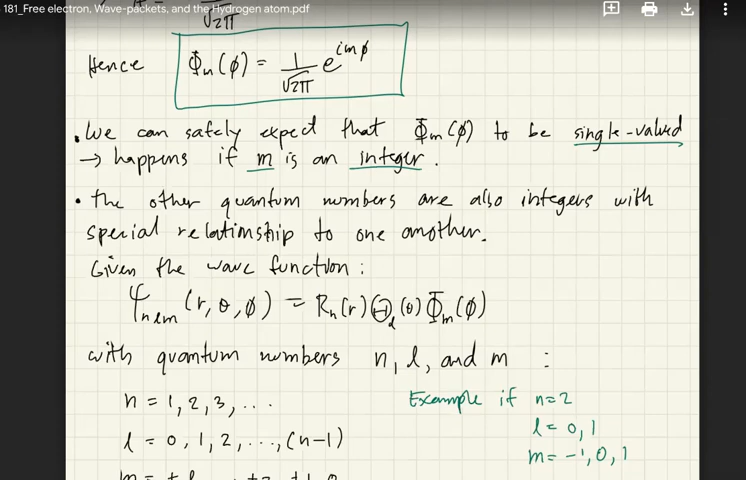 √2π
181_Free electron, Wave-packets, and the Hydrogen atom.pdf
Hence Φₙ(ϕ) = 1/√2π e^{imϕ}
• We can safely expect that Φₘ(ϕ) to be single-valued
→ happens if m is an integer.
• the other quantum numbers are also integers with
special relationship to one another.
Given the wave function:
Ψₙₗₘ (r, θ, ϕ) = Rₙ(r) Θₗ(θ) Φₘ(ϕ)
with quantum numbers n, l, and m :
n = 1, 2, 3, ...
Example if n=2
l = 0, 1, 2, ..., (n-1)
l = 0, 1
m = -1, 0, 1